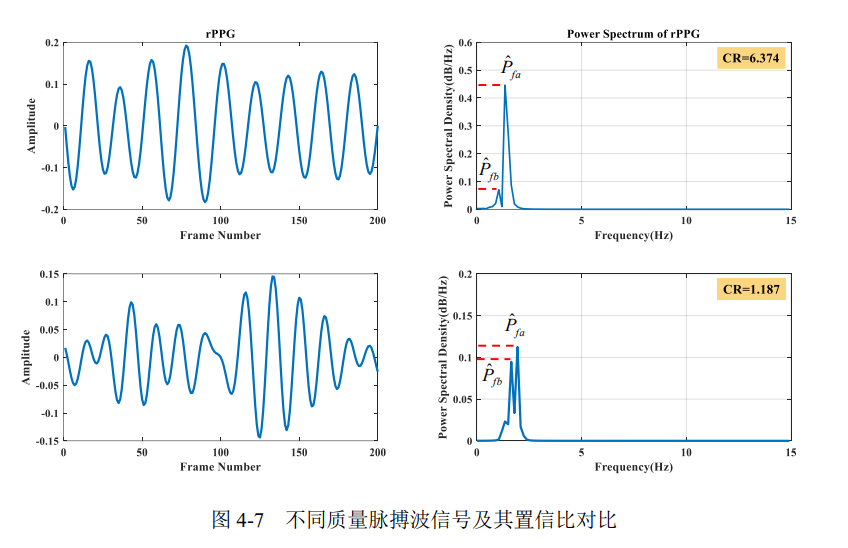 rPPG
0.2
0.1
0
-0.1
-0.2
Amplitude
0 50 100 150 200
Frame Number
Power Spectrum of rPPG
CR=6.374
P̂fa
P̂fb
0.6
0.5
0.4
0.3
0.2
0.1
0
Power Spectral Density(dB/Hz)
0 5 10 15
Frequency(Hz)
0.15
0.1
0.05
0
-0.05
-0.1
-0.15
Amplitude
0 50 100 150 200
Frame Number
CR=1.187
P̂fa
P̂fb
0.2
0.15
0.1
0.05
0
Power Spectral Density(dB/Hz)
0 5 10 15
Frequency(Hz)
图 4-7 不同质量脉搏波信号及其置信比对比